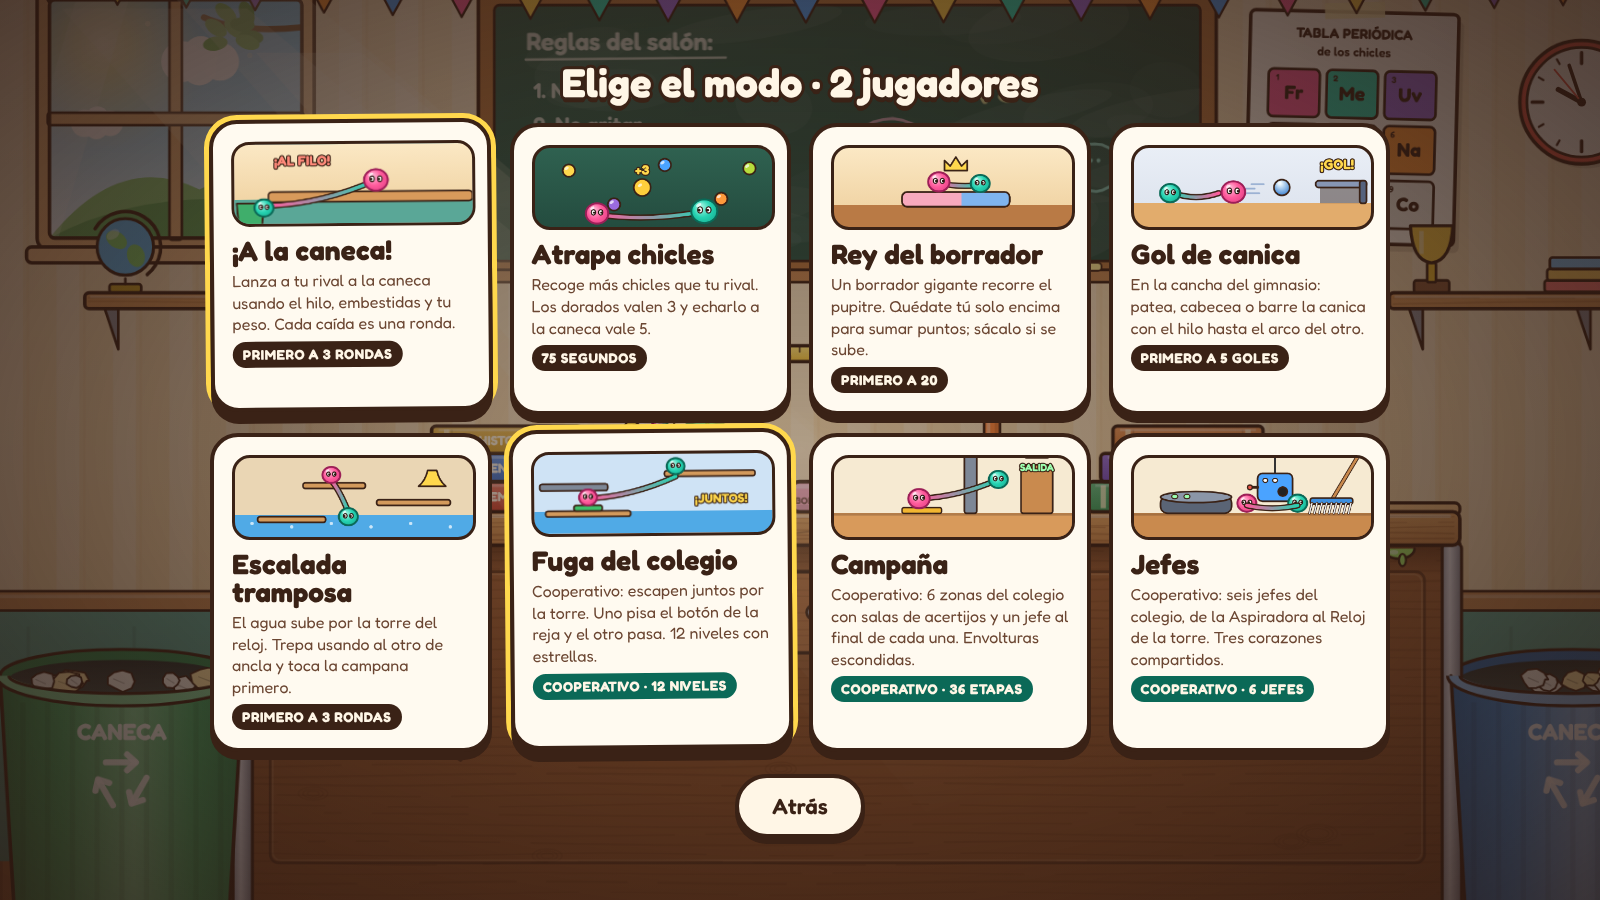 Reglas del salón:
1. N
TABLA PERIÓDICA
de los chicles
Elige el modo · 2 jugadores
1 Fr
2 Me
3 Uv
6 Na
Co
¡AL FILO!
¡A la caneca!
Lanza a tu rival a la caneca
usando el hilo, embestidas y tu
peso. Cada caída es una ronda.
PRIMERO A 3 RONDAS
+3
Atrapa chicles
Recoge más chicles que tu rival.
Los dorados valen 3 y echarlo a
la caneca vale 5.
75 SEGUNDOS
Rey del borrador
Un borrador gigante recorre el
pupitre. Quédate tú solo encima
para sumar puntos; sácalo si se
sube.
PRIMERO A 20
¡GOL!
Gol de canica
En la cancha del gimnasio:
patea, cabecea o barre la canica
con el hilo hasta el arco del otro.
PRIMERO A 5 GOLES
Escalada
tramposa
El agua sube por la torre del
reloj. Trepa usando al otro de
ancla y toca la campana
primero.
PRIMERO A 3 RONDAS
¡JUNTOS!
Fuga del colegio
Cooperativo: escapen juntos por
la torre. Uno pisa el botón de la
reja y el otro pasa. 12 niveles con
estrellas.
COOPERATIVO · 12 NIVELES
SALIDA
Campaña
Cooperativo: 6 zonas del colegio
con salas de acertijos y un jefe al
final de cada una. Envolturas
escondidas.
COOPERATIVO · 36 ETAPAS
Jefes
Cooperativo: seis jefes del
colegio, de la Aspiradora al Reloj
de la torre. Tres corazones
compartidos.
COOPERATIVO · 6 JEFES
CANECA
CANEC
Atrás